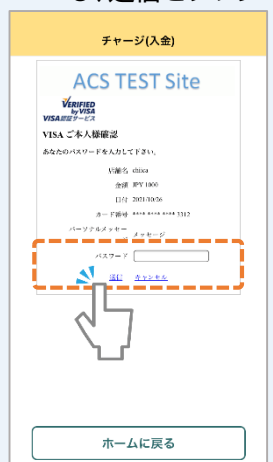 チャージ(入金)
ACS TEST Site
VERIFIED
by VISA
VISA認証サービス
VISA ご本人様確認
あなたのパスワードを入力して下さい。
店舗名 chiica
金額 JPY 1000
日付 2021/10/26
カード番号 **** **** **** 3312
パーソナルメッセージ メッセージ
パスワード
送信 キャンセル
ホームに戻る